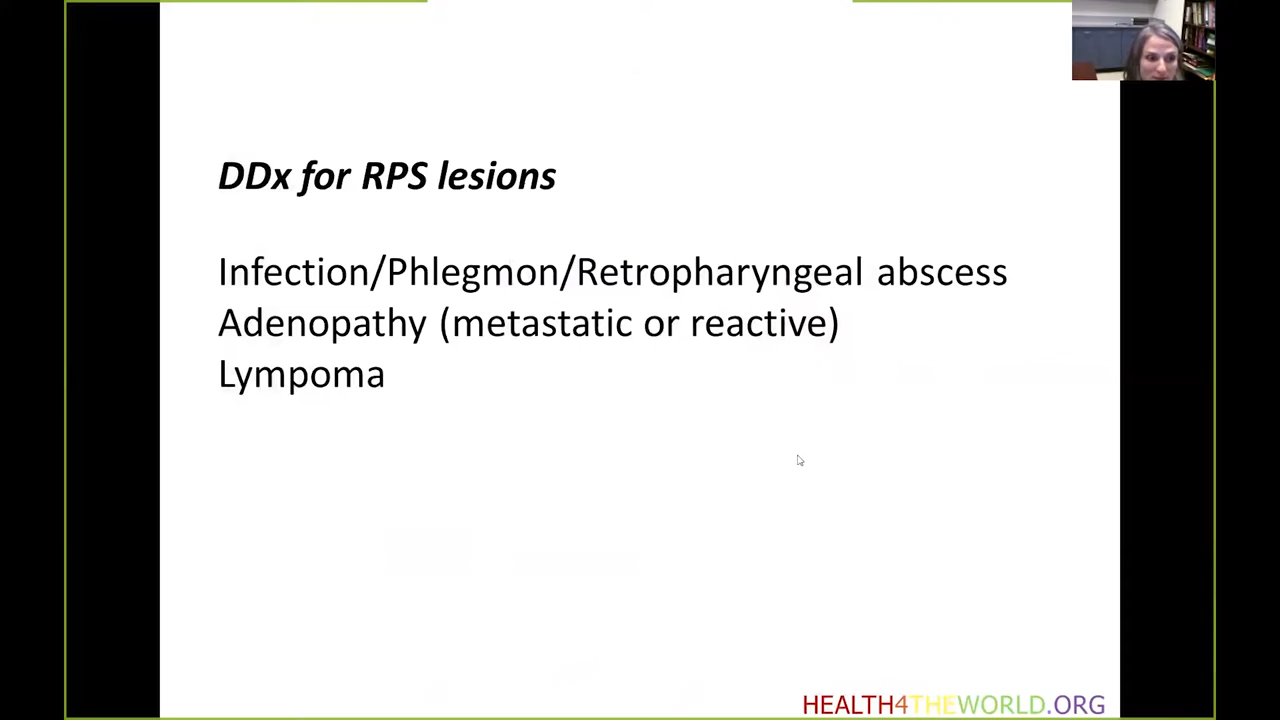 DDx for RPS lesions
Infection/Phlegmon/Retropharyngeal abscess
Adenopathy (metastatic or reactive)
Lympoma
HEALTH4THEWORLD.ORG